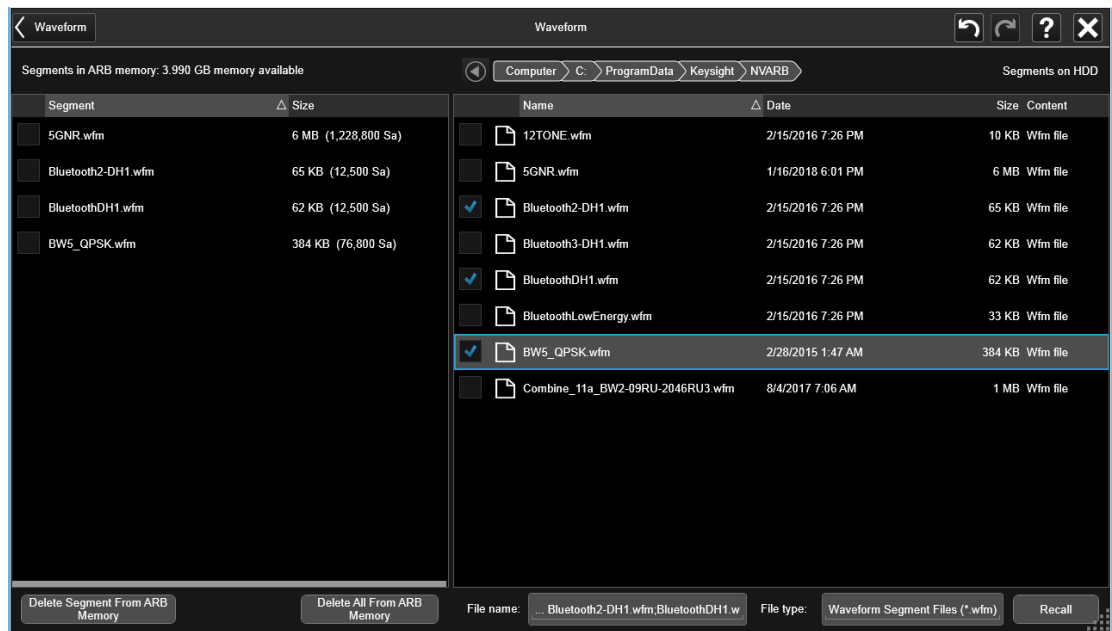 Waveform
Waveform
?
Segments in ARB memory: 3.990 GB memory available
Computer C: ProgramData Keysight NVARB
Segments on HDD
Segment Size
Name Date Size Content
5GNR.wfm 6 MB (1,228,800 Sa)
12TONE.wfm 2/15/2016 7:26 PM 10 KB Wfm file
Bluetooth2-DH1.wfm 65 KB (12,500 Sa)
5GNR.wfm 1/16/2018 6:01 PM 6 MB Wfm file
BluetoothDH1.wfm 62 KB (12,500 Sa)
Bluetooth2-DH1.wfm 2/15/2016 7:26 PM 65 KB Wfm file
BW5_QPSK.wfm 384 KB (76,800 Sa)
Bluetooth3-DH1.wfm 2/15/2016 7:26 PM 62 KB Wfm file
BluetoothDH1.wfm 2/15/2016 7:26 PM 62 KB Wfm file
BluetoothLowEnergy.wfm 2/15/2016 7:26 PM 33 KB Wfm file
BW5_QPSK.wfm 2/28/2015 1:47 AM 384 KB Wfm file
Combine_11a_BW2-09RU-2046RU3.wfm 8/4/2017 7:06 AM 1 MB Wfm file
Delete Segment From ARB
Memory
Delete All From ARB
Memory
File name: ... Bluetooth2-DH1.wfm;BluetoothDH1.w
File type: Waveform Segment Files (*.wfm)
Recall